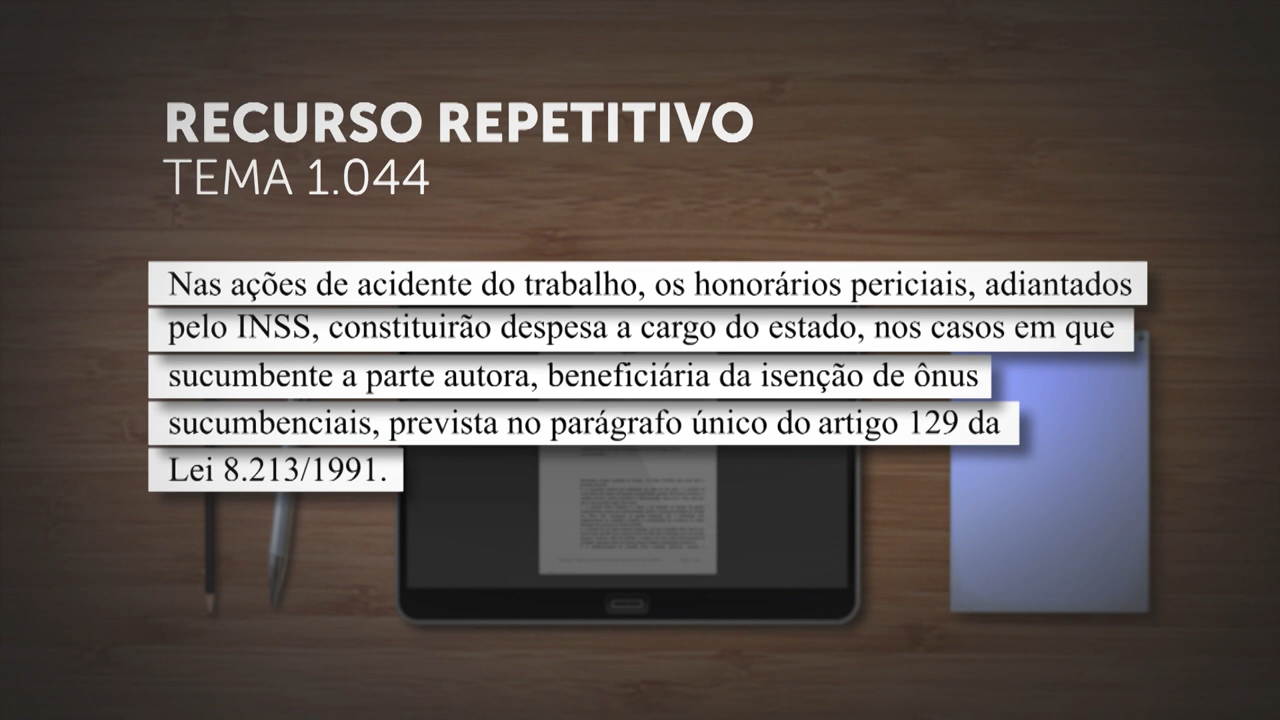 RECURSO REPETITIVO
TEMA 1.044
Nas ações de acidente do trabalho, os honorários periciais, adiantados
pelo INSS, constituirão despesa a cargo do estado, nos casos em que
sucumbente a parte autora, beneficiária da isenção de ônus
sucumbenciais, prevista no parágrafo único do artigo 129 da
Lei 8.213/1991.